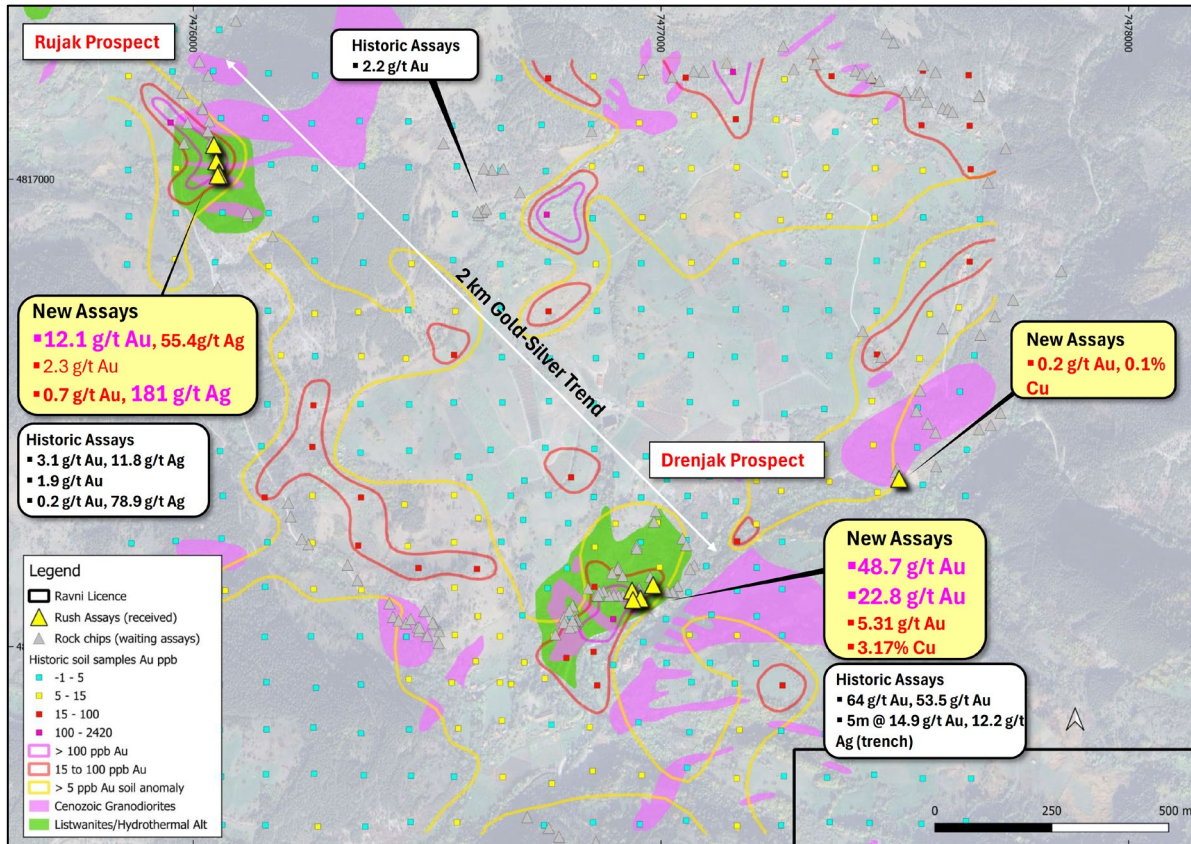 7476000
7477000
7478000
Rujak Prospect
Historic Assays
▪ 2.2 g/t Au
4817000
2 km Gold-Silver Trend
New Assays
▪12.1 g/t Au, 55.4g/t Ag
▪ 2.3 g/t Au
▪ 0.7 g/t Au, 181 g/t Ag
New Assays
▪ 0.2 g/t Au, 0.1%
Cu
Historic Assays
▪ 3.1 g/t Au, 11.8 g/t Ag
▪ 1.9 g/t Au
▪ 0.2 g/t Au, 78.9 g/t Ag
Drenjak Prospect
New Assays
▪48.7 g/t Au
▪22.8 g/t Au
▪ 5.31 g/t Au
▪ 3.17% Cu
Historic Assays
▪ 64 g/t Au, 53.5 g/t Au
▪ 5m @ 14.9 g/t Au, 12.2 g/t
Ag (trench)
Legend
Ravni Licence
Rush Assays (received)
Rock chips (waiting assays)
Historic soil samples Au ppb
-1 - 5
5 - 15
15 - 100
100 - 2420
> 100 ppb Au
15 to 100 ppb Au
> 5 ppb Au soil anomaly
Cenozoic Granodiorites
Listwanites/Hydrothermal Alt
0 250 500 m